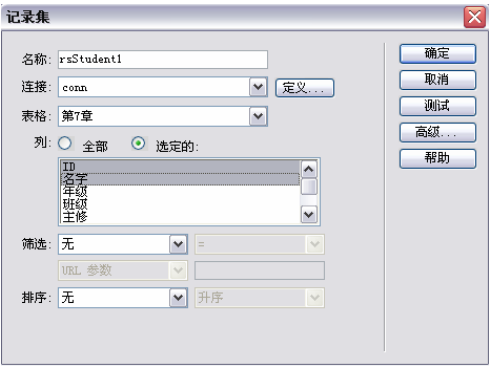 记录集
名称: rsStudent1
连接: conn 定义...
表格: 第7章
列: 全部 选定的:
ID
名字
年级
班级
主修
筛选: 无 =
URL 参数
排序: 无 升序
确定
取消
测试
高级...
帮助